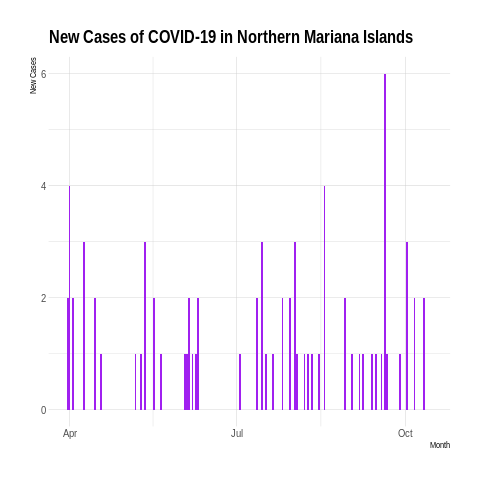 New Cases of COVID-19 in Northern Mariana Islands
New Cases
6
4
2
0
Apr
Jul
Oct
Month